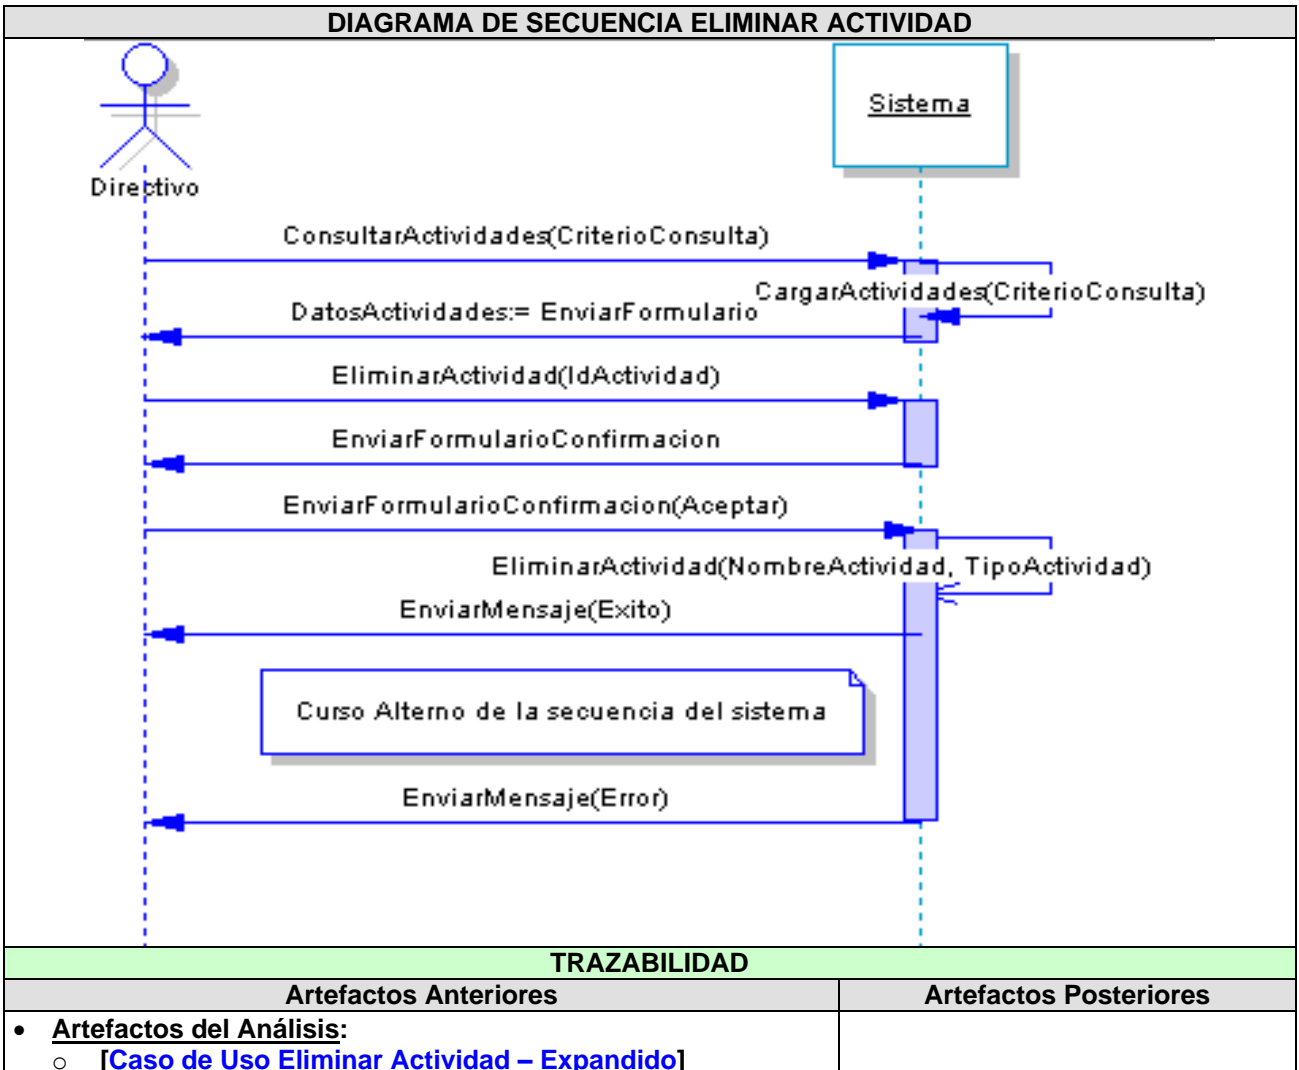 DIAGRAMA DE SECUENCIA ELIMINAR ACTIVIDAD
Sistema
Directivo
ConsultarActividades(CriterioConsulta)
CargarActividades(CriterioConsulta)
DatosActividades:= EnviarFormulario
EliminarActividad(IdActividad)
EnviarFormularioConfirmacion
EnviarFormularioConfirmacion(Aceptar)
EliminarActividad(NombreActividad, TipoActividad)
EnviarMensaje(Exito)
Curso Alterno de la secuencia del sistema
EnviarMensaje(Error)
TRAZABILIDAD
Artefactos Anteriores
Artefactos Posteriores
• Artefactos del Análisis:
o [Caso de Uso Eliminar Actividad – Expandido]